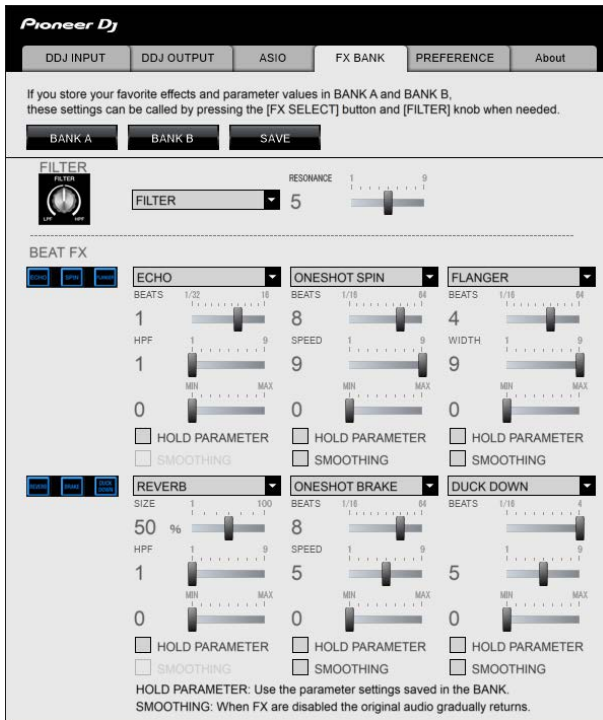 Pioneer Dj
DDJ INPUT DDJ OUTPUT ASIO FX BANK PREFERENCE About
If you store your favorite effects and parameter values in BANK A and BANK B,
these settings can be called by pressing the [FX SELECT] button and [FILTER] knob when needed.
BANK A BANK B SAVE
FILTER
FILTER
LPF HPF
FILTER
RESONANCE 1 9
5
BEAT FX
ECHO SPIN FLANGER
ECHO ONESHOT SPIN FLANGER
BEATS 1/32 16 BEATS 1/16 64 BEATS 1/16 64
1 8 4
HPF 1 9 SPEED 1 9 WIDTH 1 9
1 9 9
MIN MAX MIN MAX MIN MAX
0 0 0
HOLD PARAMETER HOLD PARAMETER HOLD PARAMETER
SMOOTHING SMOOTHING SMOOTHING
REVERB BRAKE DUCK DOWN
REVERB ONESHOT BRAKE DUCK DOWN
SIZE 1 100 BEATS 1/16 64 BEATS 1/16 4
50 % 8
HPF 1 9 SPEED 1 9 1 9
1 5 5
MIN MAX MIN MAX MIN MAX
0 0 0
HOLD PARAMETER HOLD PARAMETER HOLD PARAMETER
SMOOTHING SMOOTHING SMOOTHING
HOLD PARAMETER: Use the parameter settings saved in the BANK.
SMOOTHING: When FX are disabled the original audio gradually returns.